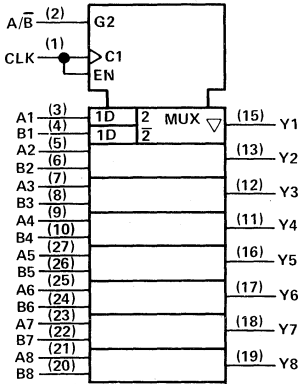 A/B̅ (2) G2
CLK (1) C1
EN
A1 (3) 1D 2 MUX ▽ (15) Y1
B1 (4) 1D 2̅
A2 (5) (13) Y2
B2 (6)
A3 (7) (12) Y3
B3 (8)
A4 (9) (11) Y4
B4 (10)
A5 (27) (16) Y5
B5 (26)
A6 (25) (17) Y6
B6 (24)
A7 (23) (18) Y7
B7 (22)
A8 (21) (19) Y8
B8 (20)